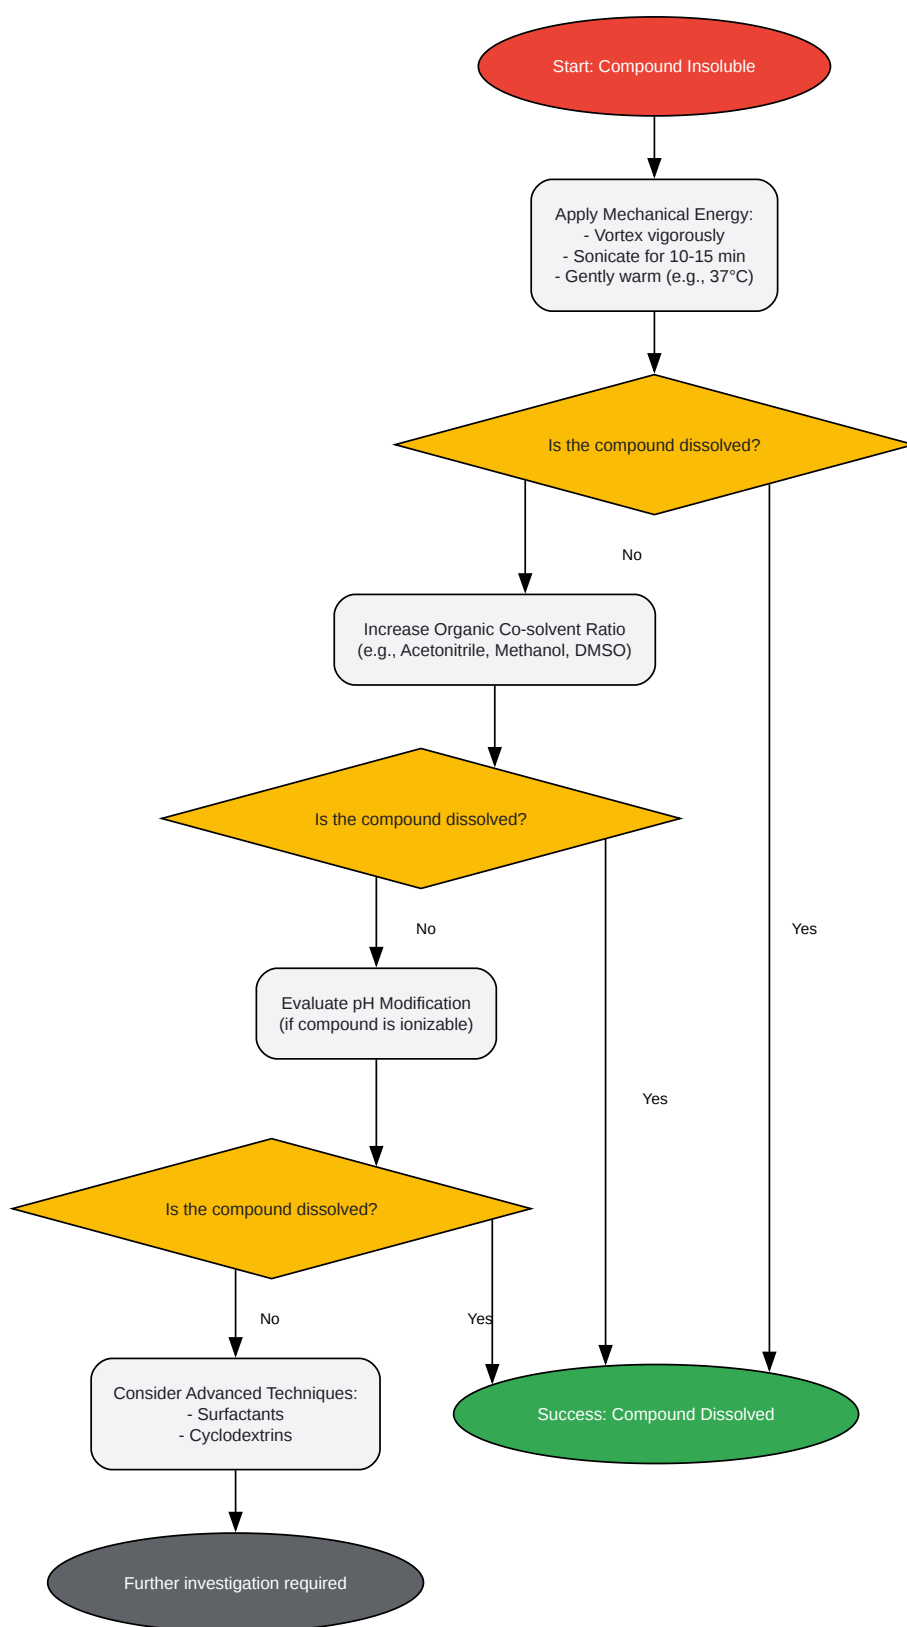 Start: Compound Insoluble
Apply Mechanical Energy:
- Vortex vigorously
- Sonicate for 10-15 min
- Gently warm (e.g., 37°C)
Is the compound dissolved?
No
Increase Organic Co-solvent Ratio
(e.g., Acetonitrile, Methanol, DMSO)
Is the compound dissolved?
No
Yes
Evaluate pH Modification
(if compound is ionizable)
Yes
Is the compound dissolved?
No
Yes
Consider Advanced Techniques:
- Surfactants
- Cyclodextrins
Success: Compound Dissolved
Further investigation required